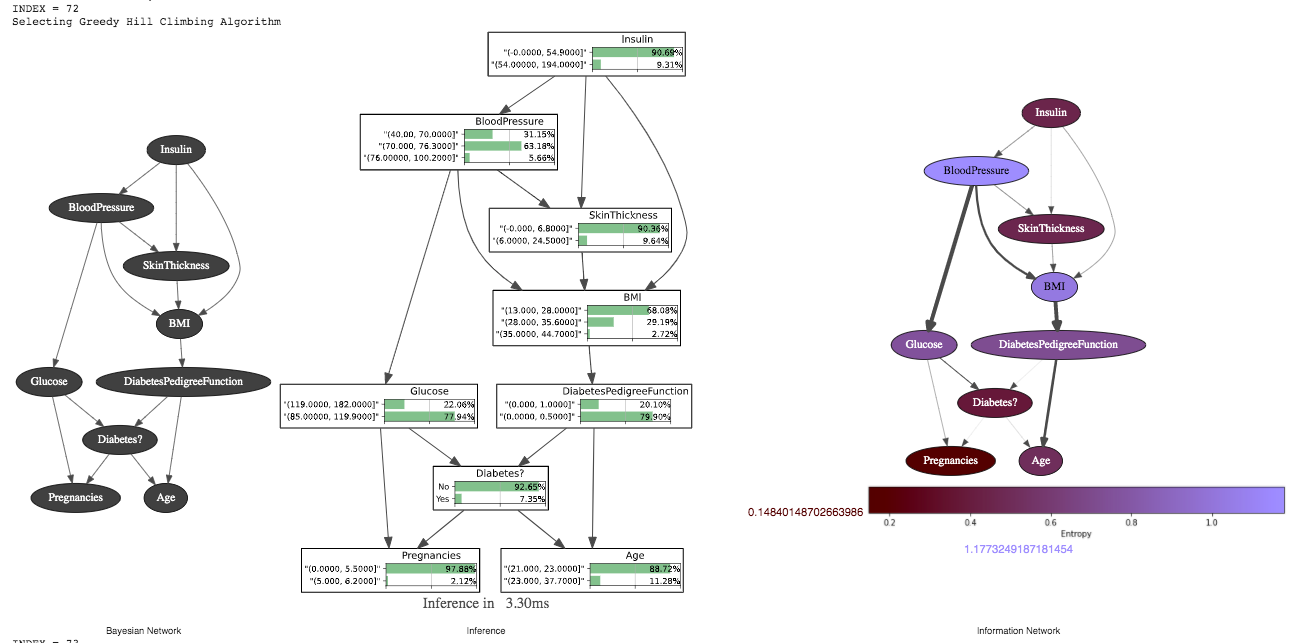 INDEX = 72
Selecting Greedy Hill Climbing Algorithm
Insulin
BloodPressure
SkinThickness
BMI
Glucose
DiabetesPedigreeFunction
Diabetes?
Pregnancies
Age
Bayesian Network
Insulin
"(-0.0000, 54.9000]" 90.69%
"(54.00000, 194.0000]" 9.31%
BloodPressure
"(40.00, 70.0000]" 31.15%
"(70.000, 76.3000]" 63.18%
"(76.00000, 100.2000]" 5.66%
SkinThickness
"(-0.000, 6.8000]" 90.36%
"(6.0000, 24.5000]" 9.64%
BMI
"(13.000, 28.0000]" 68.08%
"(28.000, 35.6000]" 29.19%
"(35.0000, 44.7000]" 2.72%
Glucose
"(119.0000, 182.0000]" 22.06%
"(85.00000, 119.9000]" 77.94%
DiabetesPedigreeFunction
"(0.000, 1.0000]" 20.10%
"(0.0000, 0.5000]" 79.90%
Diabetes?
No 92.65%
Yes 7.35%
Pregnancies
"(0.0000, 5.5000]" 97.88%
"(5.000, 6.2000]" 2.12%
Age
"(21.000, 23.0000]" 88.72%
"(23.000, 37.7000]" 11.28%
Inference in 3.30ms
Inference
Insulin
BloodPressure
SkinThickness
BMI
Glucose
DiabetesPedigreeFunction
Diabetes?
Pregnancies
Age
0.14840148702663986
0.2 0.4 0.6 0.8 1.0
Entropy
1.1773249187181454
Information Network